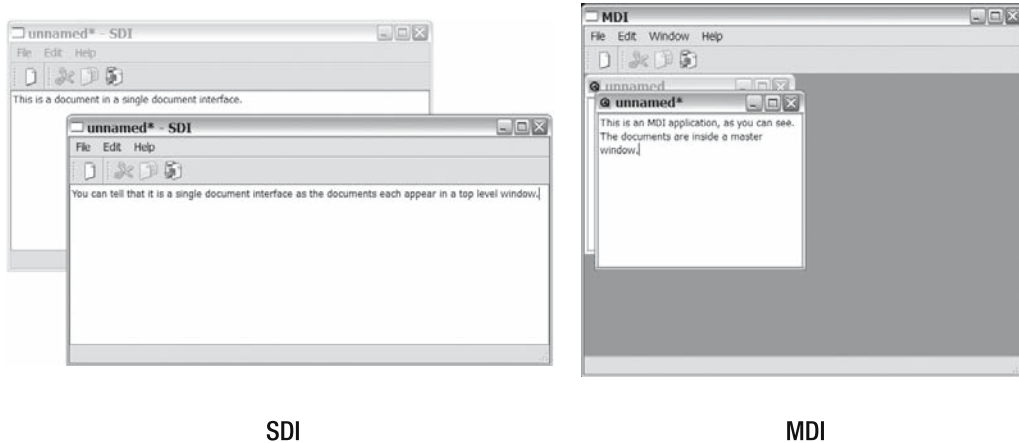 unnamed* - SDI
File Edit Help
This is a document in a single document interface.
unnamed* - SDI
File Edit Help
You can tell that it is a single document interface as the documents each appear in a top level window.
SDI
MDI
File Edit Window Help
unnamed
unnamed*
This is an MDI application, as you can see.
The documents are inside a master
window.
MDI